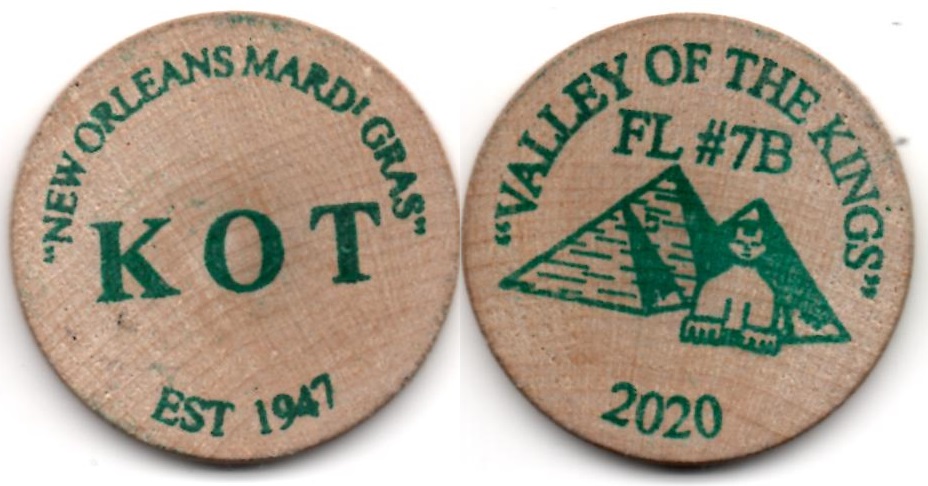 "NEW ORLEANS MARDI GRAS"
KOT
EST 1947
"VALLEY OF THE KINGS"
FL #7B
2020